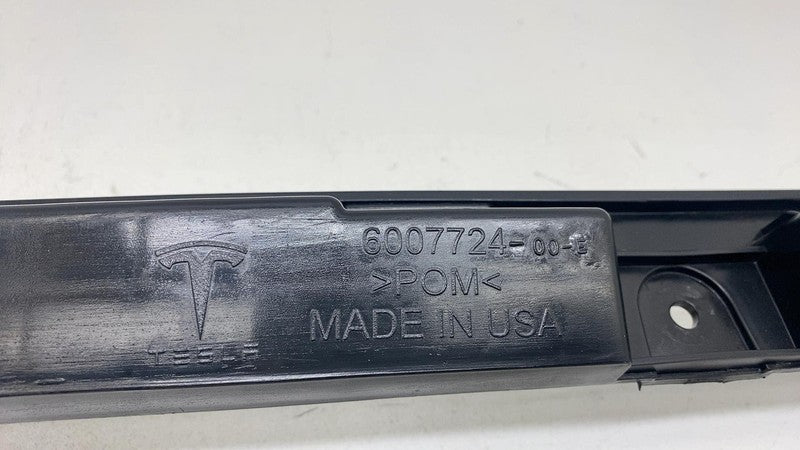 TESLA
6007724-00-E
>POM<
MADE IN USA